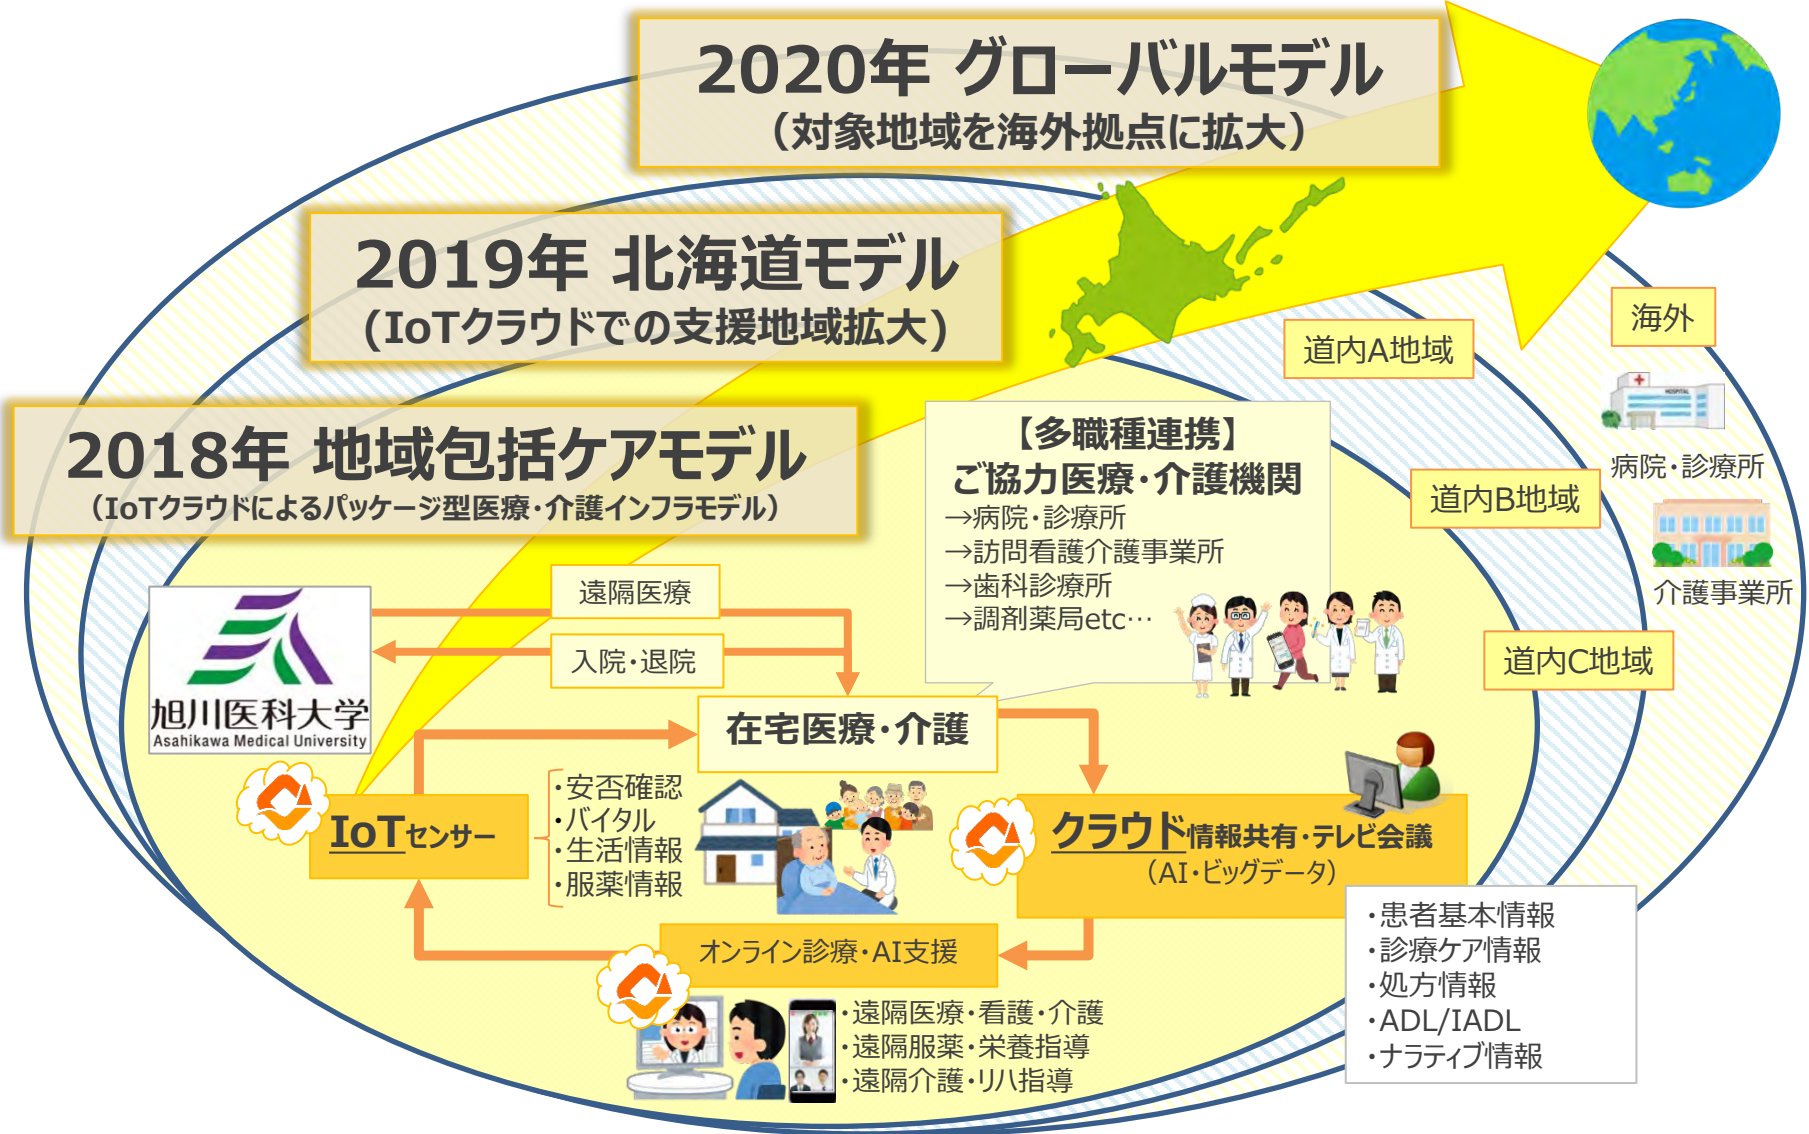 2020年 グローバルモデル
（対象地域を海外拠点に拡大）
2019年 北海道モデル
(IoTクラウドでの支援地域拡大)
2018年 地域包括ケアモデル
（IoTクラウドによるパッケージ型医療・介護インフラモデル）
海外
道内A地域
病院・診療所
道内B地域
介護事業所
道内C地域
HOSPITAL
【多職種連携】
ご協力医療・介護機関
→病院・診療所
→訪問看護介護事業所
→歯科診療所
→調剤薬局etc…
遠隔医療
入院・退院
旭川医科大学
Asahikawa Medical University
在宅医療・介護
IoTセンサー
・安否確認
・バイタル
・生活情報
・服薬情報
クラウド情報共有・テレビ会議
（AI・ビッグデータ）
・患者基本情報
・診療ケア情報
・処方情報
・ADL/IADL
・ナラティブ情報
オンライン診療・AI支援
・遠隔医療・看護・介護
・遠隔服薬・栄養指導
・遠隔介護・リハ指導